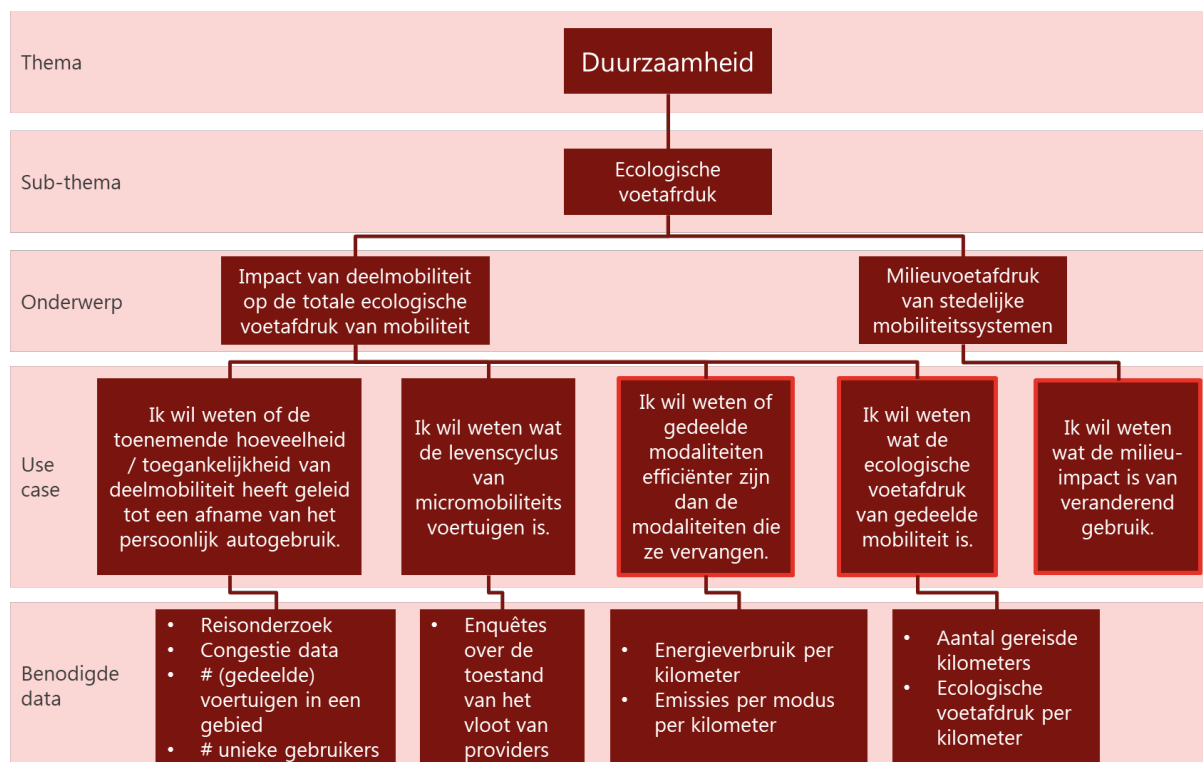 Thema
Duurzaamheid
Sub-thema
Ecologische
voetafrduk
Onderwerp
Impact van deelmobiliteit
op de totale ecologische
voetafdruk van mobiliteit
Milieuvoetafdruk
van stedelijke
mobiliteitssystemen
Use
case
Ik wil weten of de
toenemende hoeveelheid
/ toegankelijkheid van
deelmobiliteit heeft geleid
tot een afname van het
persoonlijk autogebruik.
Ik wil weten wat
de levenscyclus
van
micromobiliteits
voertuigen is.
Ik wil weten of
gedeelde
modaliteiten
efficiënter zijn
dan de
modaliteiten die
ze vervangen.
Ik wil weten
wat de
ecologische
voetafdruk
van gedeelde
mobiliteit is.
Ik wil weten
wat de milieu-
impact is van
veranderend
gebruik.
Benodigde
data
• Reisonderzoek
• Congestie data
• # (gedeelde)
voertuigen in een
gebied
• # unieke gebruikers
• Enquêtes
over de
toestand
van het
vloot van
providers
• Energieverbruik per
kilometer
• Emissies per modus
per kilometer
• Aantal gereisde
kilometers
• Ecologische
voetafdruk per
kilometer